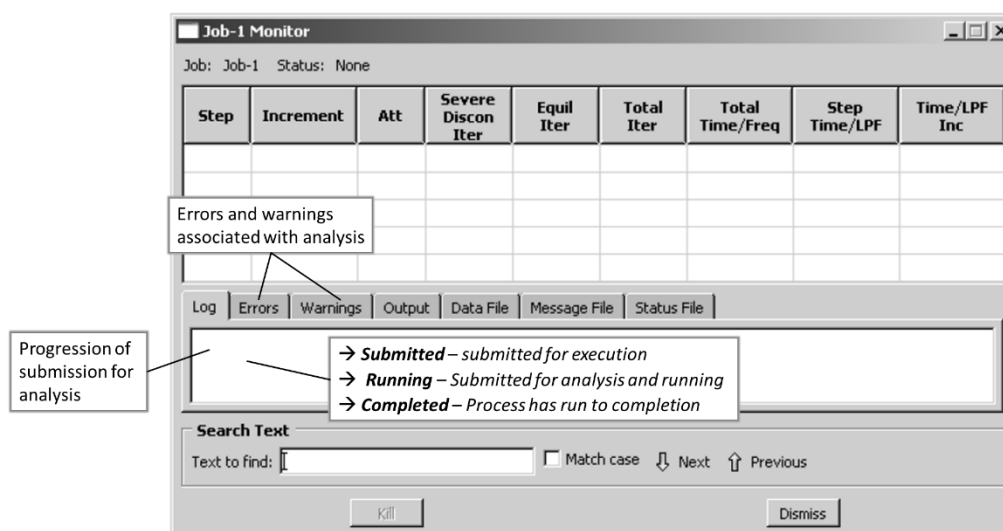 Job-1 Monitor
Job: Job-1 Status: None
Step Increment Att Severe Discon Iter Equil Iter Total Iter Total Time/Freq Step Time/LPF Time/LPF Inc
Errors and warnings
associated with analysis
Log Errors Warnings Output Data File Message File Status File
Progression of
submission for
analysis
→ Submitted – submitted for execution
→ Running – Submitted for analysis and running
→ Completed – Process has run to completion
Search Text
Text to find: Match case Next Previous
Kill Dismiss